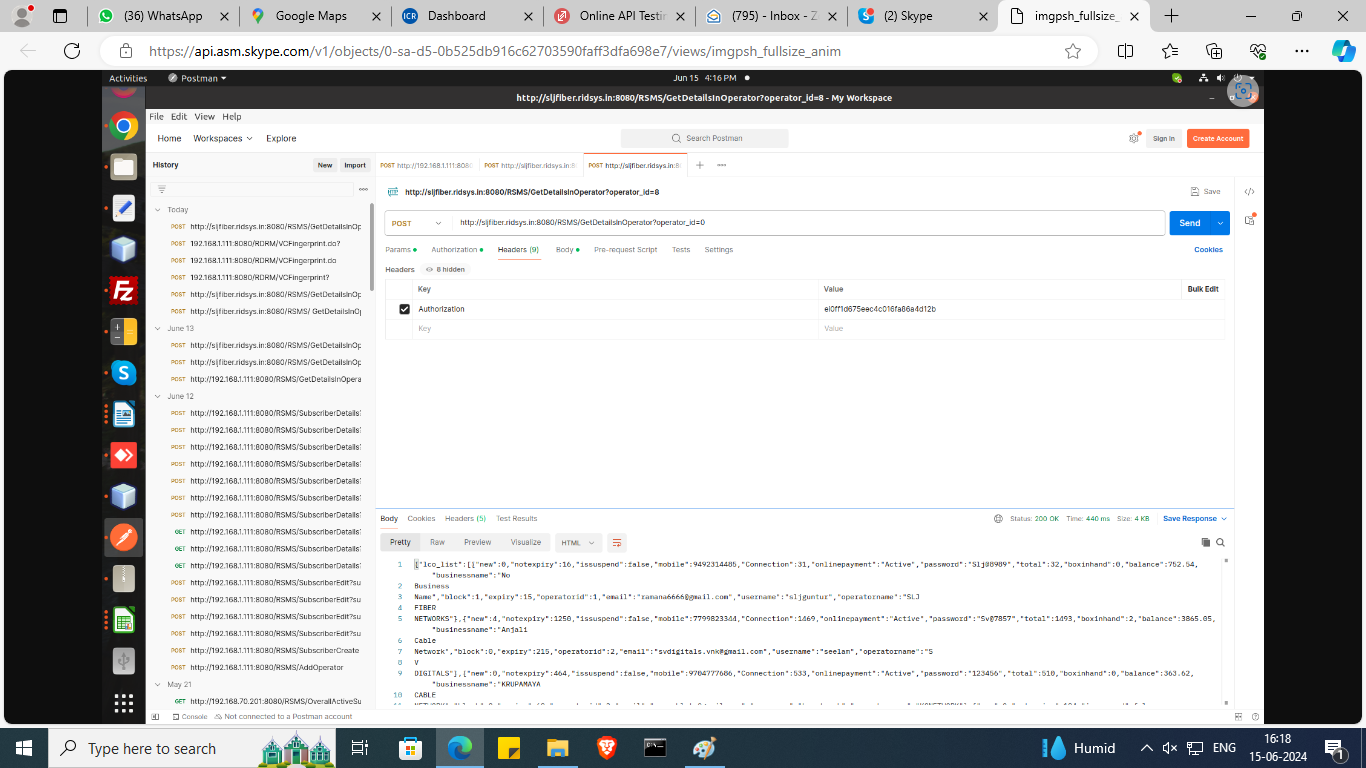 (36) WhatsApp
Google Maps
Dashboard
Online API Testin
(795) - Inbox - Z
(2) Skype
imgpsh_fullsize_
https://api.asm.skype.com/v1/objects/0-sa-d5-0b525db916c62703590faff3dfa698e7/views/imgpsh_fullsize_anim
Activities
Postman
Jun 15 4:16 PM
http://sljfiber.ridsys.in:8080/RSMS/GetDetailsInOperator?operator_id=8 - My Workspace
File Edit View Help
Home Workspaces Explore
Search Postman
Sign In
Create Account
History
New
Import
POST http://192.168.1.111:8080
POST http://sljfiber.ridsys.in:8
POST http://sljfiber.ridsys.in:8
http://sljfiber.ridsys.in:8080/RSMS/GetDetailsInOperator?operator_id=8
Save
Today
POST http://sljfiber.ridsys.in:8080/RSMS/GetDetailsInOp
POST 192.168.1.111:8080/RDRM/VCFingerprint.do?
POST 192.168.1.111:8080/RDRM/VCFingerprint.do
POST 192.168.1.111:8080/RDRM/VCFingerprint?
POST http://sljfiber.ridsys.in:8080/RSMS/GetDetailsInOp
POST http://sljfiber.ridsys.in:8080/RSMS/ GetDetailsInO
June 13
POST http://sljfiber.ridsys.in:8080/RSMS/GetDetailsInOp
POST http://sljfiber.ridsys.in:8080/RSMS/GetDetailsInOp
POST http://192.168.1.111:8080/RSMS/GetDetailsInOpera
June 12
POST http://192.168.1.111:8080/RSMS/SubscriberDetails?
POST http://192.168.1.111:8080/RSMS/SubscriberDetails?
POST http://192.168.1.111:8080/RSMS/SubscriberDetails?
POST http://192.168.1.111:8080/RSMS/SubscriberDetails?
POST http://192.168.1.111:8080/RSMS/SubscriberDetails?
POST http://192.168.1.111:8080/RSMS/SubscriberDetails?
POST http://192.168.1.111:8080/RSMS/SubscriberDetails?
GET http://192.168.1.111:8080/RSMS/SubscriberDetails?
GET http://192.168.1.111:8080/RSMS/SubscriberDetails?
GET http://192.168.1.111:8080/RSMS/SubscriberDetails?
POST http://192.168.1.111:8080/RSMS/SubscriberEdit?su
POST http://192.168.1.111:8080/RSMS/SubscriberEdit?su
POST http://192.168.1.111:8080/RSMS/SubscriberEdit?su
POST http://192.168.1.111:8080/RSMS/SubscriberEdit?su
POST http://192.168.1.111:8080/RSMS/SubscriberCreate
POST http://192.168.1.111:8080/RSMS/AddOperator
May 21
GET http://192.168.70.201:8080/RSMS/OverallActiveSu
POST
http://sljfiber.ridsys.in:8080/RSMS/GetDetailsInOperator?operator_id=0
Send
Params Authorization Headers (9) Body Pre-request Script Tests Settings
Cookies
Headers 8 hidden
Key Value Bulk Edit
Authorization el0ff1d675eec4c016fa86a4d12b
Key Value
Body Cookies Headers (5) Test Results
Status: 200 OK Time: 440 ms Size: 4 KB Save Response
Pretty Raw Preview Visualize HTML
1 {"lco_list":[{"new":0,"notexpiry":16,"issuspend":false,"mobile":9492314485,"Connection":31,"onlinepayment":"Active","password":"Slj@8989","total":32,"boxinhand":0,"balance":752.54,
"businessname":"No
2 Business
3 Name","block":1,"expiry":15,"operatorid":1,"email":"ramana6666@gmail.com","username":"sljguntur","operatorname":"SLJ
4 FIBER
5 NETWORKS"},{"new":4,"notexpiry":1250,"issuspend":false,"mobile":7799823344,"Connection":1469,"onlinepayment":"Active","password":"Sv@7857","total":1493,"boxinhand":2,"balance":3865.05,
"businessname":"Anjali
6 Cable
7 Network","block":0,"expiry":215,"operatorid":2,"email":"svdigitals.vnk@gmail.com","username":"seelam","operatorname":"S
8 V
9 DIGITALS"},{"new":0,"notexpiry":464,"issuspend":false,"mobile":9704777686,"Connection":533,"onlinepayment":"Active","password":"123456","total":510,"boxinhand":0,"balance":363.62,
"businessname":"KRUPAMAYA
10 CABLE
Console Not connected to a Postman account
Type here to search
Humid
ENG
16:18
15-06-2024
1